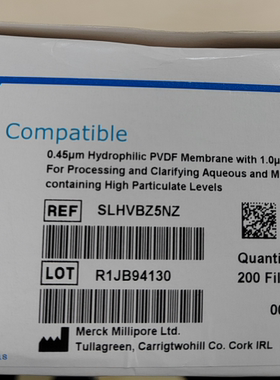 Compatible
0.45µm Hydrophilic PVDF Membrane with 1.0µ
For Processing and Clarifying Aqueous and M
containing High Particulate Levels
REF SLHVBZ5NZ
LOT R1JB94130
Quanti
200 Fil
00
Merck Millipore Ltd.
Tullagreen, Carrigtwohill Co. Cork IRL